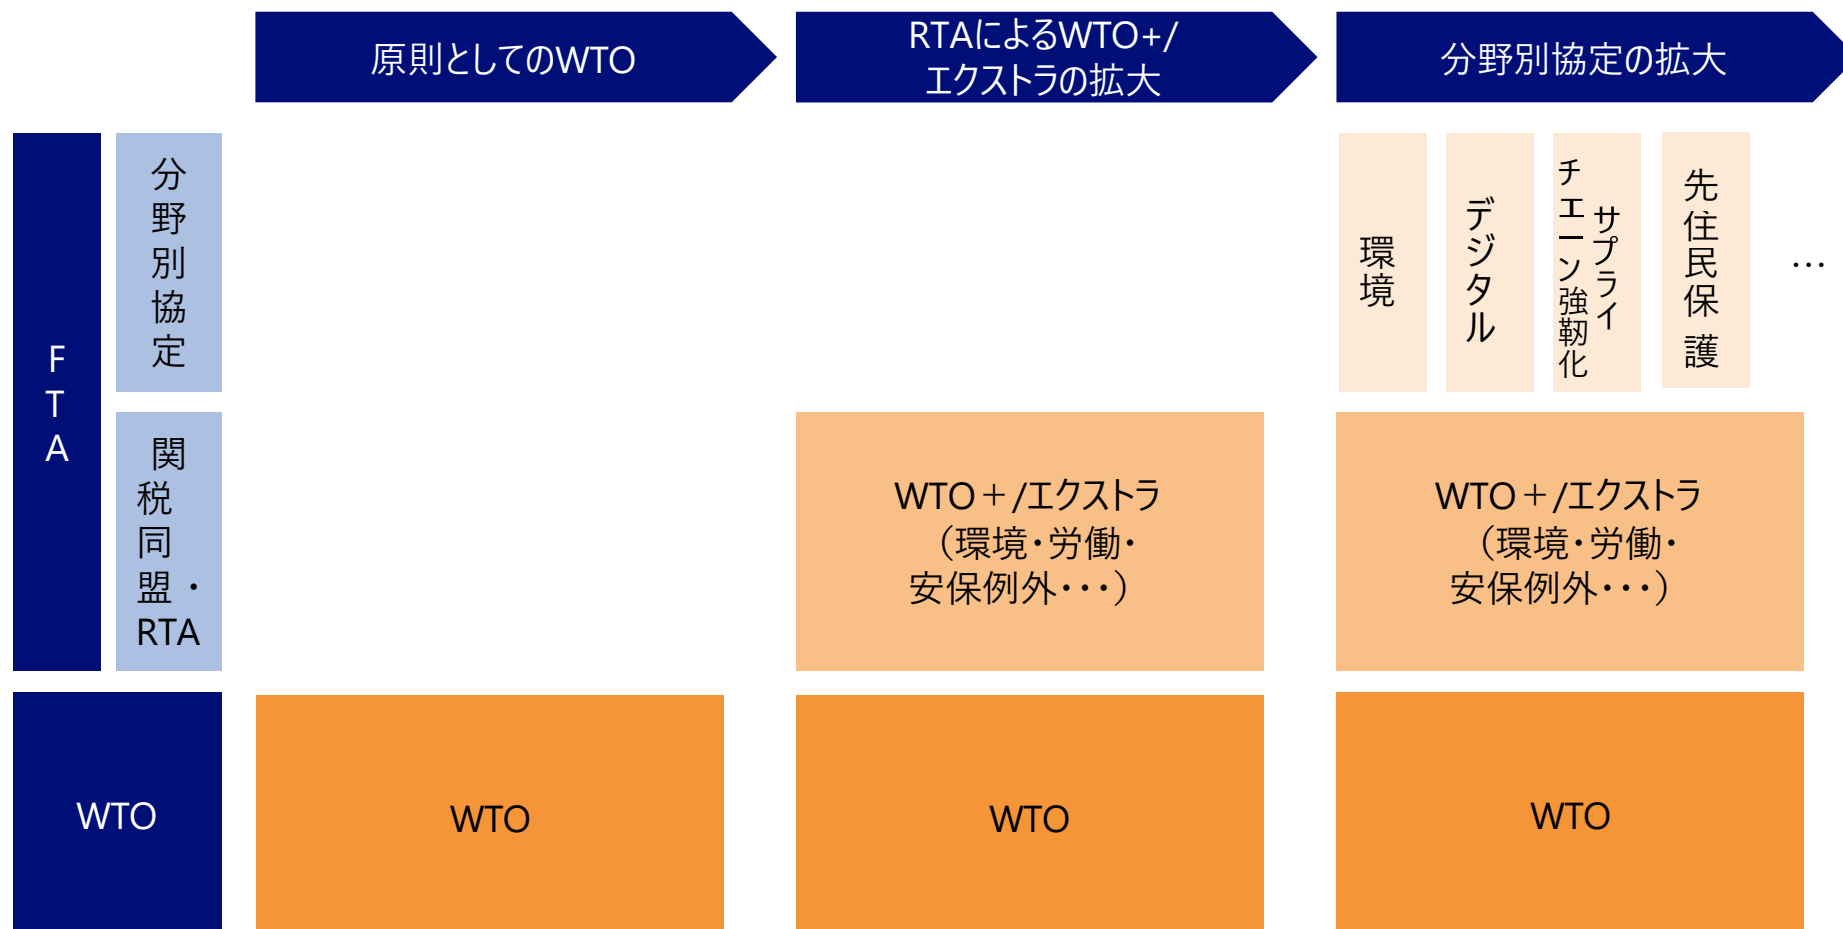 原則としてのWTO
RTAによるWTO+/
エクストラの拡大
分野別協定の拡大
FTA
分野別協定
環境
デジタル
サプライ
チエーン強靭化
先住民保護
…
関税同盟・RTA
WTO＋/エクストラ
（環境・労働・
安保例外・・・）
WTO＋/エクストラ
（環境・労働・
安保例外・・・）
WTO
WTO
WTO
WTO